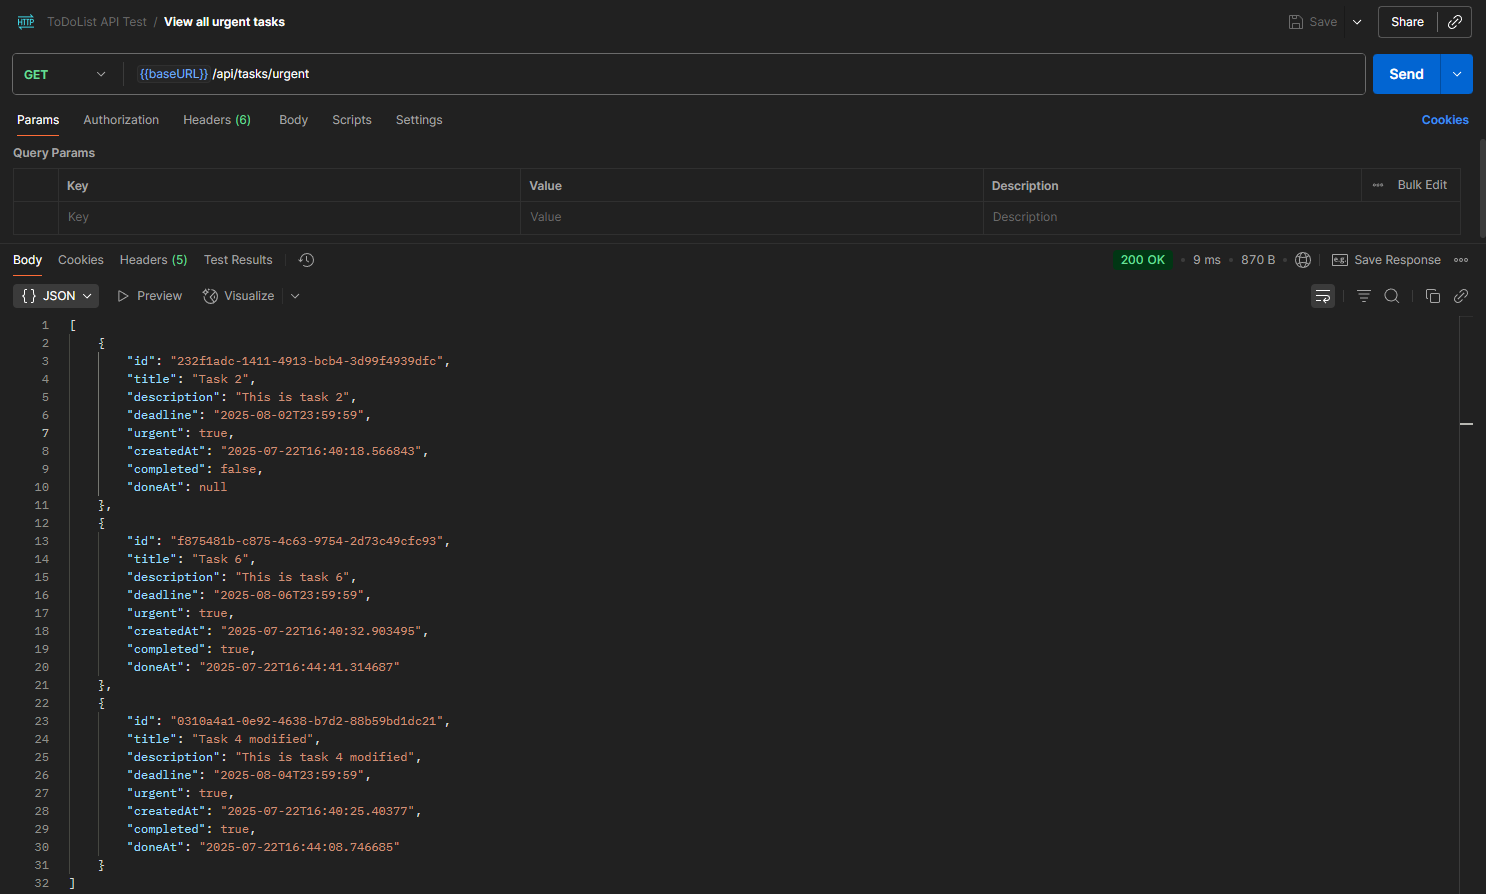 HTTP ToDoList API Test / View all urgent tasks Save Share
GET {{baseURL}} /api/tasks/urgent Send
Params Authorization Headers (6) Body Scripts Settings Cookies
Query Params
Key Value Description Bulk Edit
Key Value Description
Body Cookies Headers (5) Test Results 200 OK • 9 ms • 870 B • e.g. Save Response
{} JSON Preview Visualize
1 [
2 {
3 "id": "232f1adc-1411-4913-bcb4-3d99f4939dfc",
4 "title": "Task 2",
5 "description": "This is task 2",
6 "deadline": "2025-08-02T23:59:59",
7 "urgent": true,
8 "createdAt": "2025-07-22T16:40:18.566843",
9 "completed": false,
10 "doneAt": null
11 },
12 {
13 "id": "f875481b-c875-4c63-9754-2d73c49cfc93",
14 "title": "Task 6",
15 "description": "This is task 6",
16 "deadline": "2025-08-06T23:59:59",
17 "urgent": true,
18 "createdAt": "2025-07-22T16:40:32.903495",
19 "completed": true,
20 "doneAt": "2025-07-22T16:44:41.314687"
21 },
22 {
23 "id": "0310a4a1-0e92-4638-b7d2-88b59bd1dc21",
24 "title": "Task 4 modified",
25 "description": "This is task 4 modified",
26 "deadline": "2025-08-04T23:59:59",
27 "urgent": true,
28 "createdAt": "2025-07-22T16:40:25.40377",
29 "completed": true,
30 "doneAt": "2025-07-22T16:44:08.746685"
31 }
32 ]